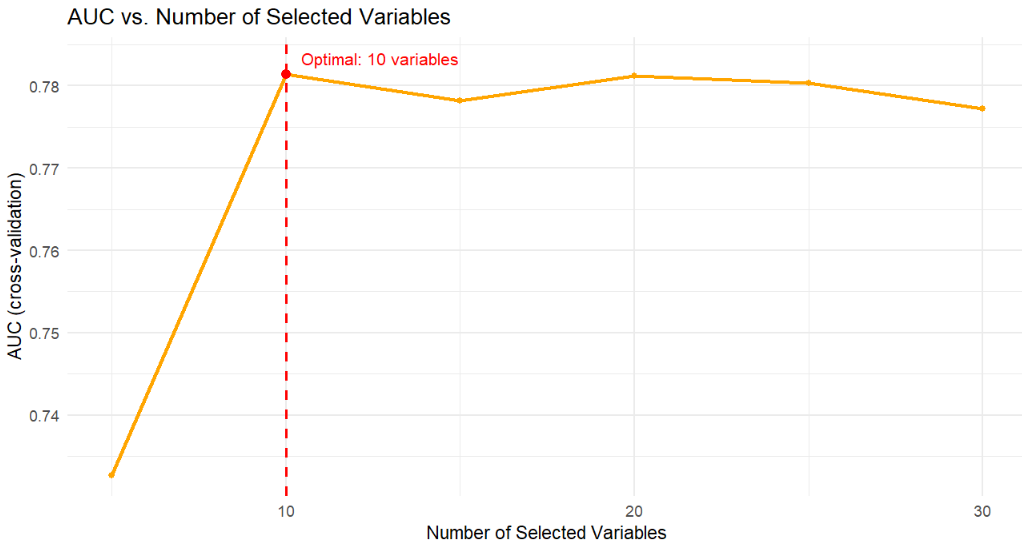 AUC vs. Number of Selected Variables
Optimal: 10 variables
0.78
0.77
0.76
0.75
0.74
AUC (cross-validation)
10
20
30
Number of Selected Variables